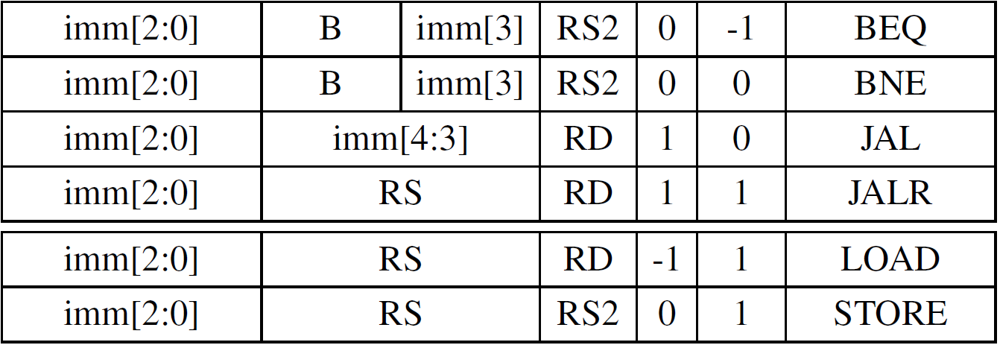 imm[2:0] B imm[3] RS2 0 -1 BEQ
imm[2:0] B imm[3] RS2 0 0 BNE
imm[2:0] imm[4:3] RD 1 0 JAL
imm[2:0] RS RD 1 1 JALR
imm[2:0] RS RD -1 1 LOAD
imm[2:0] RS RS2 0 1 STORE